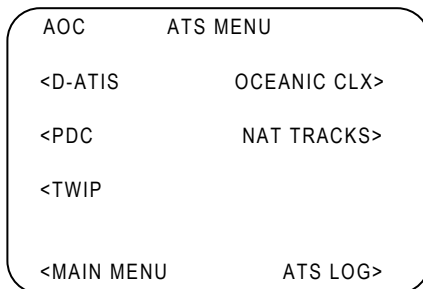 AOC ATS MENU
<D-ATIS OCEANIC CLX>
<PDC NAT TRACKS>
<TWIP
<MAIN MENU ATS LOG>